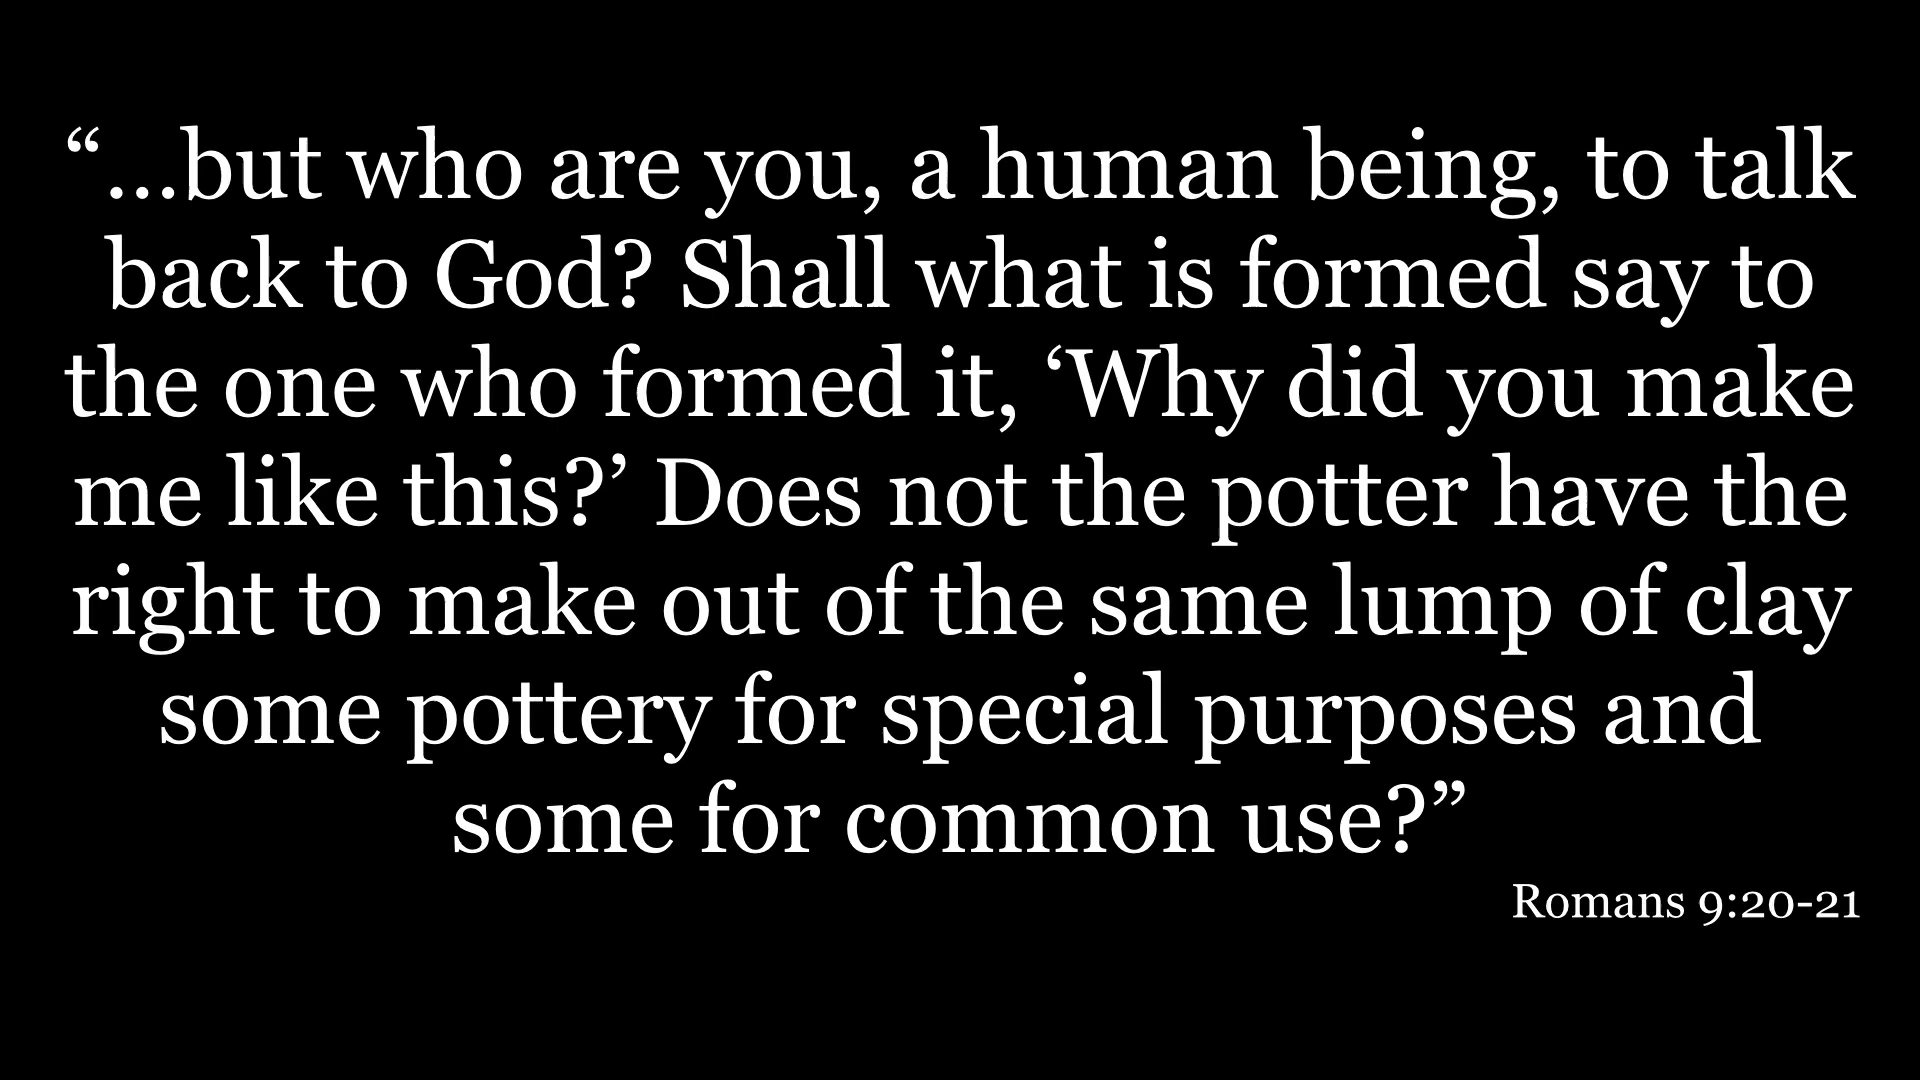 “…but who are you, a human being, to talk
back to God? Shall what is formed say to
the one who formed it, ‘Why did you make
me like this?’ Does not the potter have the
right to make out of the same lump of clay
some pottery for special purposes and
some for common use?”
Romans 9:20-21